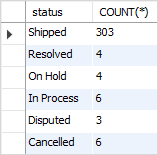 status COUNT(*)
Shipped 303
Resolved 4
On Hold 4
In Process 6
Disputed 3
Cancelled 6